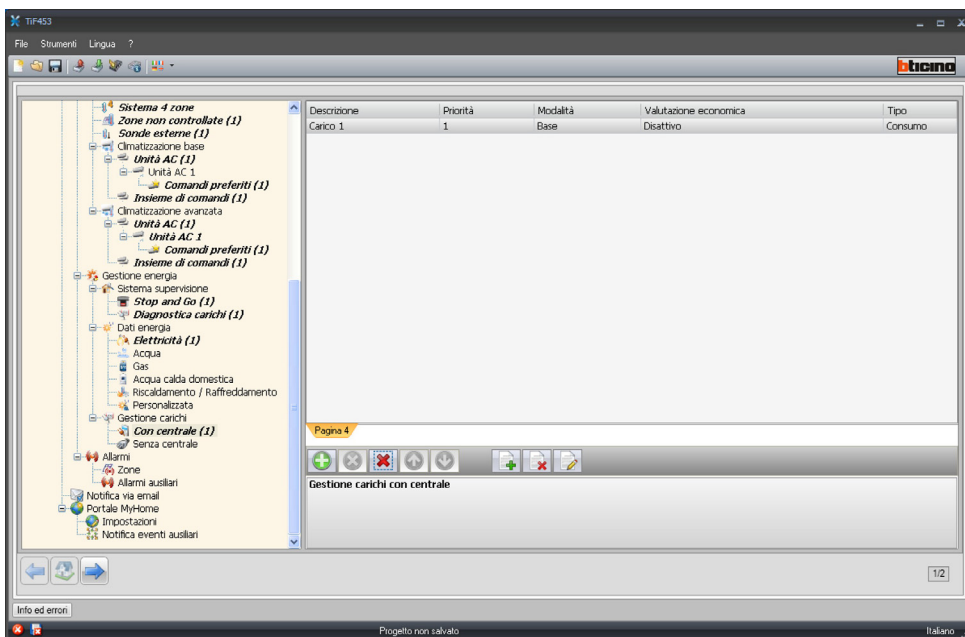 TiF453
File Strumenti Lingua ?
bticino
Sistema 4 zone
Zone non controllate (1)
Sonde esterne (1)
Climatizzazione base
Unità AC (1)
Unità AC 1
Comandi preferiti (1)
Insieme di comandi (1)
Climatizzazione avanzata
Unità AC (1)
Unità AC 1
Comandi preferiti (1)
Insieme di comandi (1)
Gestione energia
Sistema supervisione
Stop and Go (1)
Diagnostica carichi (1)
Dati energia
Elettricità (1)
Acqua
Gas
Acqua calda domestica
Riscaldamento / Raffreddamento
Personalizzata
Gestione carichi
Con centrale (1)
Senza centrale
Allarmi
Zone
Allarmi ausiliari
Notifica via email
Portale MyHome
Impostazioni
Notifica eventi ausiliari
Descrizione Priorità Modalità Valutazione economica Tipo
Carico 1 1 Base Disattivo Consumo
Pagina 4
Gestione carichi con centrale
1/2
Info ed errori
Progetto non salvato Italiano